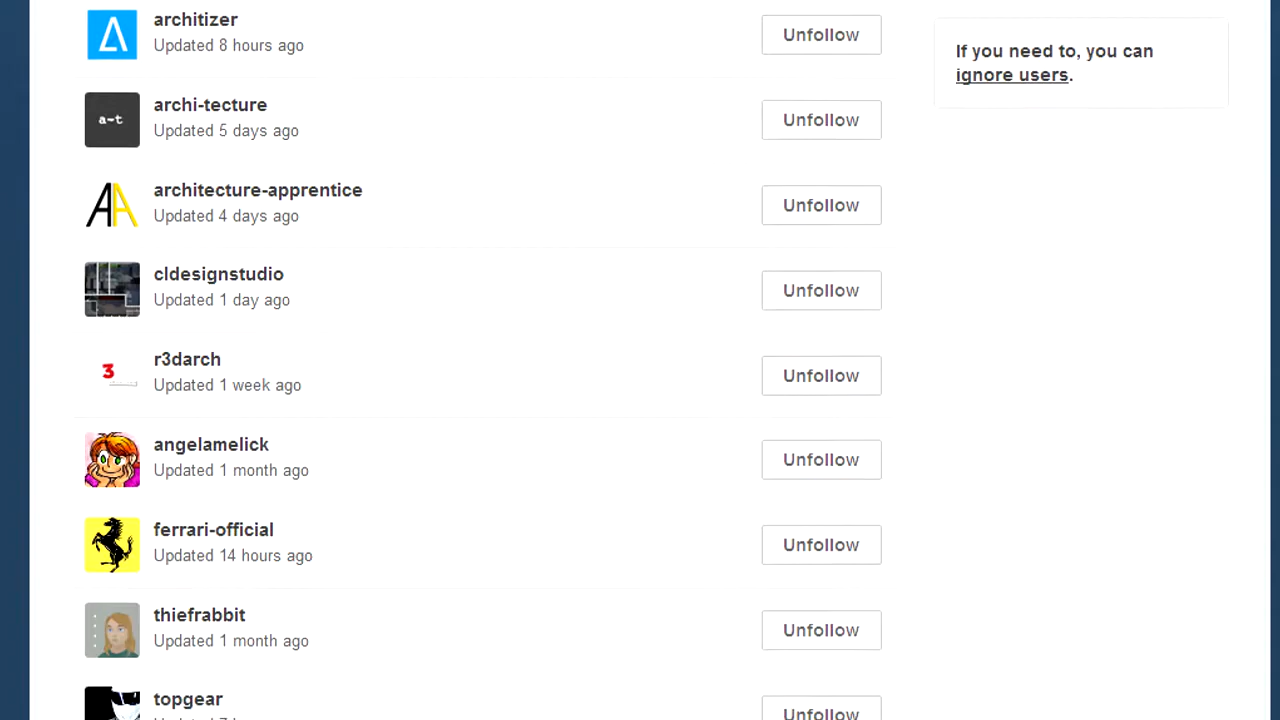 architizer
Updated 8 hours ago
Unfollow
If you need to, you can
ignore users.
a-t
archi-tecture
Updated 5 days ago
Unfollow
AA
architecture-apprentice
Updated 4 days ago
Unfollow
cldesignstudio
Updated 1 day ago
Unfollow
3
r3darch
Updated 1 week ago
Unfollow
angelamelick
Updated 1 month ago
Unfollow
ferrari-official
Updated 14 hours ago
Unfollow
thiefrabbit
Updated 1 month ago
Unfollow
topgear
Unfollow